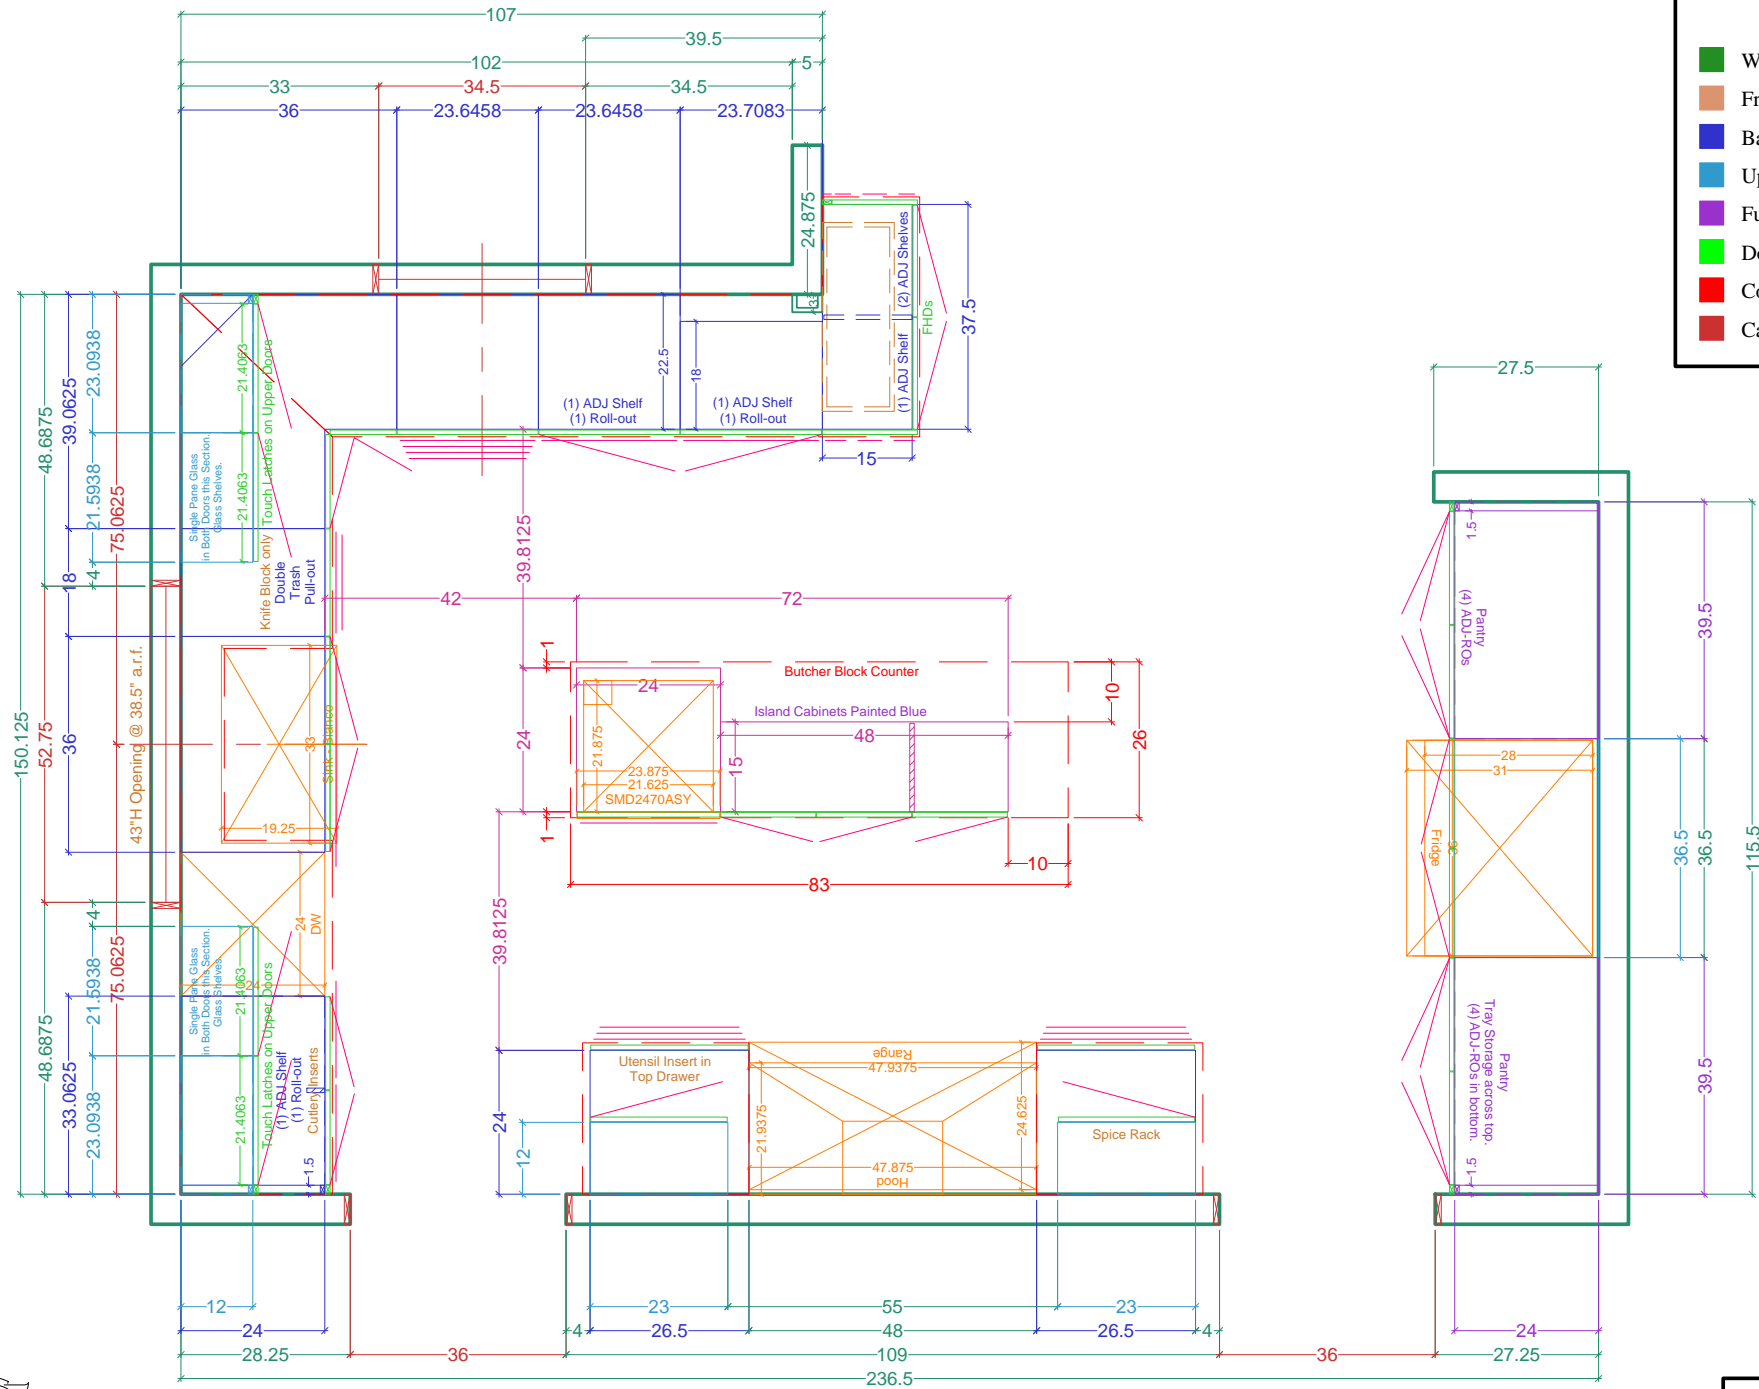 107
39.5
102
5
33
34.5
34.5
36
23.6458
23.6458
23.7083
24.875
(2) ADJ Shelves
(1) ADJ Shelf
FHDs
37.5
15
22.5
18
(1) ADJ Shelf
(1) Roll-out
(1) ADJ Shelf
(1) Roll-out
150.125
48.6875
52.75
48.6875
39.0625
18
36
33.0625
23.0938
21.5938
4
4
21.5938
23.0938
75.0625
75.0625
43"H Opening @ 38.5" a.r.f.
21.4063
21.4063
Touch Latches on Upper Doors
Single Pane Glass
in Both Doors this Section.
Glass Shelves.
Knife Block only
Double
Trash
Pull-out
33
19.25
Sink - Blanco
24
DW
24
Single Pane Glass
in Both Doors this Section.
Glass Shelves.
21.4063
21.4063
Touch Latches on Upper Doors
(1) ADJ Shelf
(1) Roll-out
Cutlery Inserts
1.5
39.8125
42
72
1
24
1
Butcher Block Counter
24
Island Cabinets Painted Blue
48
21.875
23.875
21.625
SMD2470ASY
15
10
26
10
83
39.8125
24
12
Utensil Insert in
Top Drawer
Range
47.9375
21.9375
24.625
47.875
Hood
Spice Rack
27.5
1.5
Pantry
(4) ADJ-ROs
39.5
28
31
Fridge
36
36.5
36.5
115.5
Pantry
Tray Storage across top.
(4) ADJ-ROs in bottom.
1.5
39.5
12
24
28.25
36
23
55
23
4
26.5
48
26.5
4
109
36
24
27.25
236.5
W
Fr
Ba
Up
Fu
Do
Co
Ca